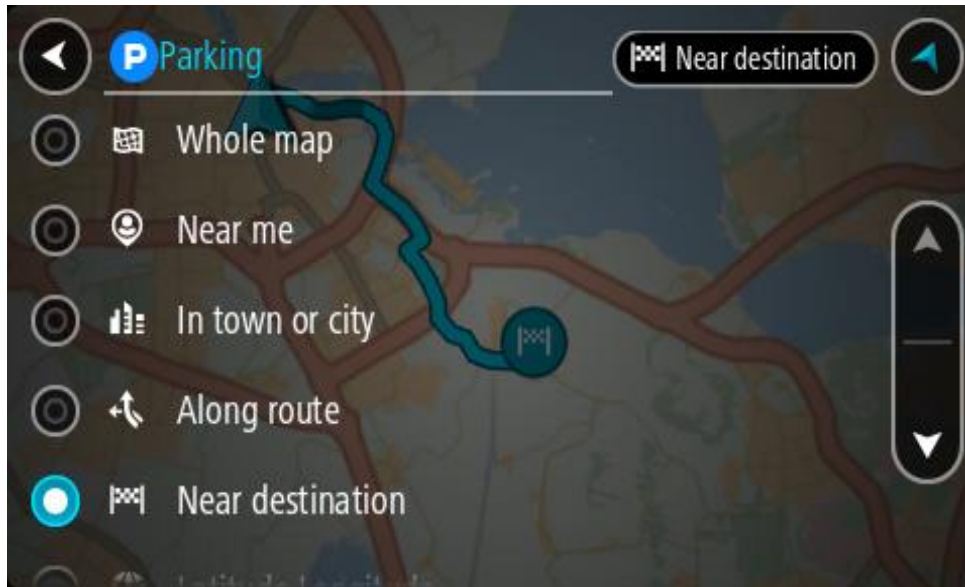 P Parking
Near destination
Whole map
Near me
In town or city
Along route
Near destination